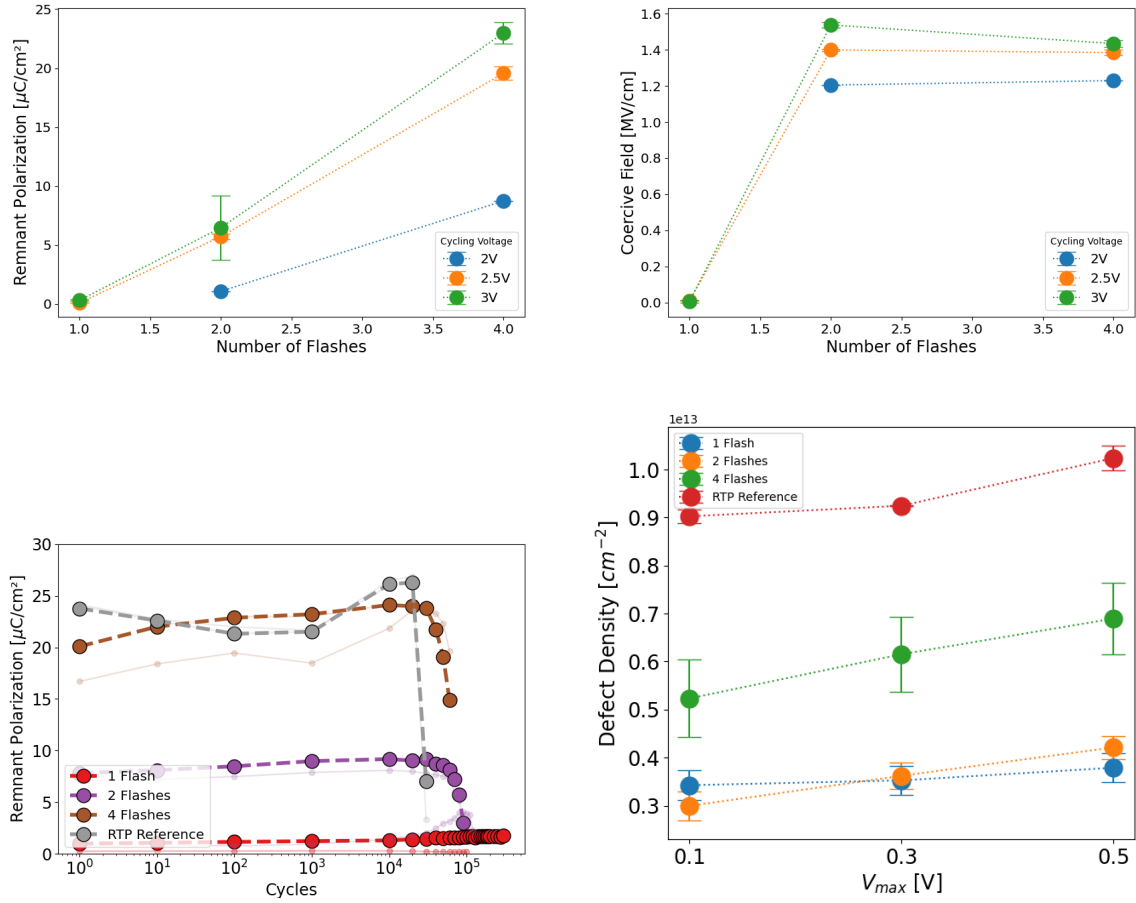 Remnant Polarization [µC/cm²]
25
20
15
10
5
0
1.0 1.5 2.0 2.5 3.0 3.5 4.0
Number of Flashes
Cycling Voltage
2V
2.5V
3V
Coercive Field [MV/cm]
1.6
1.4
1.2
1.0
0.8
0.6
0.4
0.2
0.0
1.0 1.5 2.0 2.5 3.0 3.5 4.0
Number of Flashes
Cycling Voltage
2V
2.5V
3V
Remnant Polarization [µC/cm²]
30
25
20
15
10
5
0
10⁰ 10¹ 10² 10³ 10⁴ 10⁵
Cycles
1 Flash
2 Flashes
4 Flashes
RTP Reference
1e13
Defect Density [cm⁻²]
1.0
0.9
0.8
0.7
0.6
0.5
0.4
0.3
0.1 0.3 0.5
Vmax [V]
1 Flash
2 Flashes
4 Flashes
RTP Reference